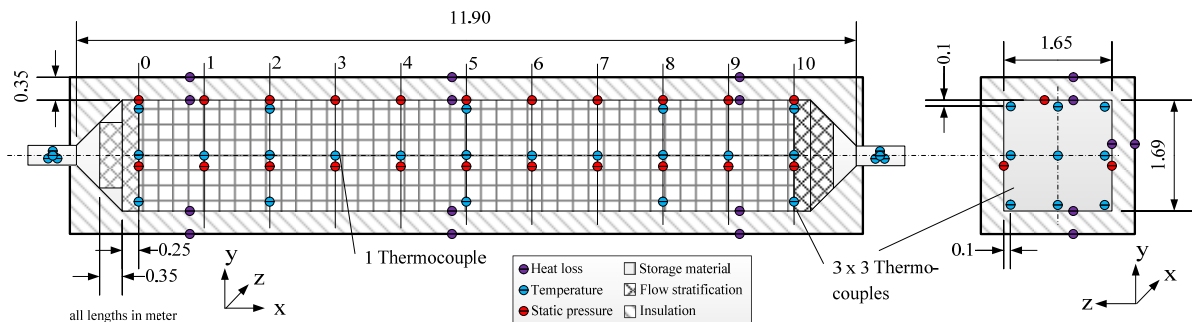 11.90
1.65
0.1
0 1 2 3 4 5 6 7 8 9 10
0.35
1.69
0.25
0.35
1 Thermocouple
3 x 3 Thermo-
couples
0.1
y
z
x
y
z
Heat loss
Storage material
Temperature
Flow stratification
Static pressure
Insulation
all lengths in meter